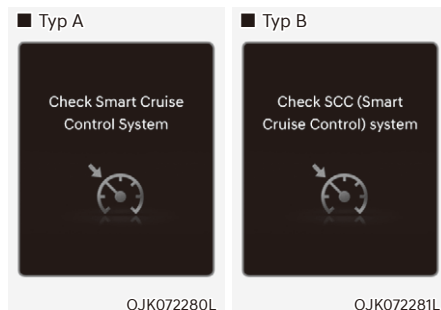 ■ Typ A
Check Smart Cruise
Control System
OJK072280L
■ Typ B
Check SCC (Smart
Cruise Control) system
OJK072281L